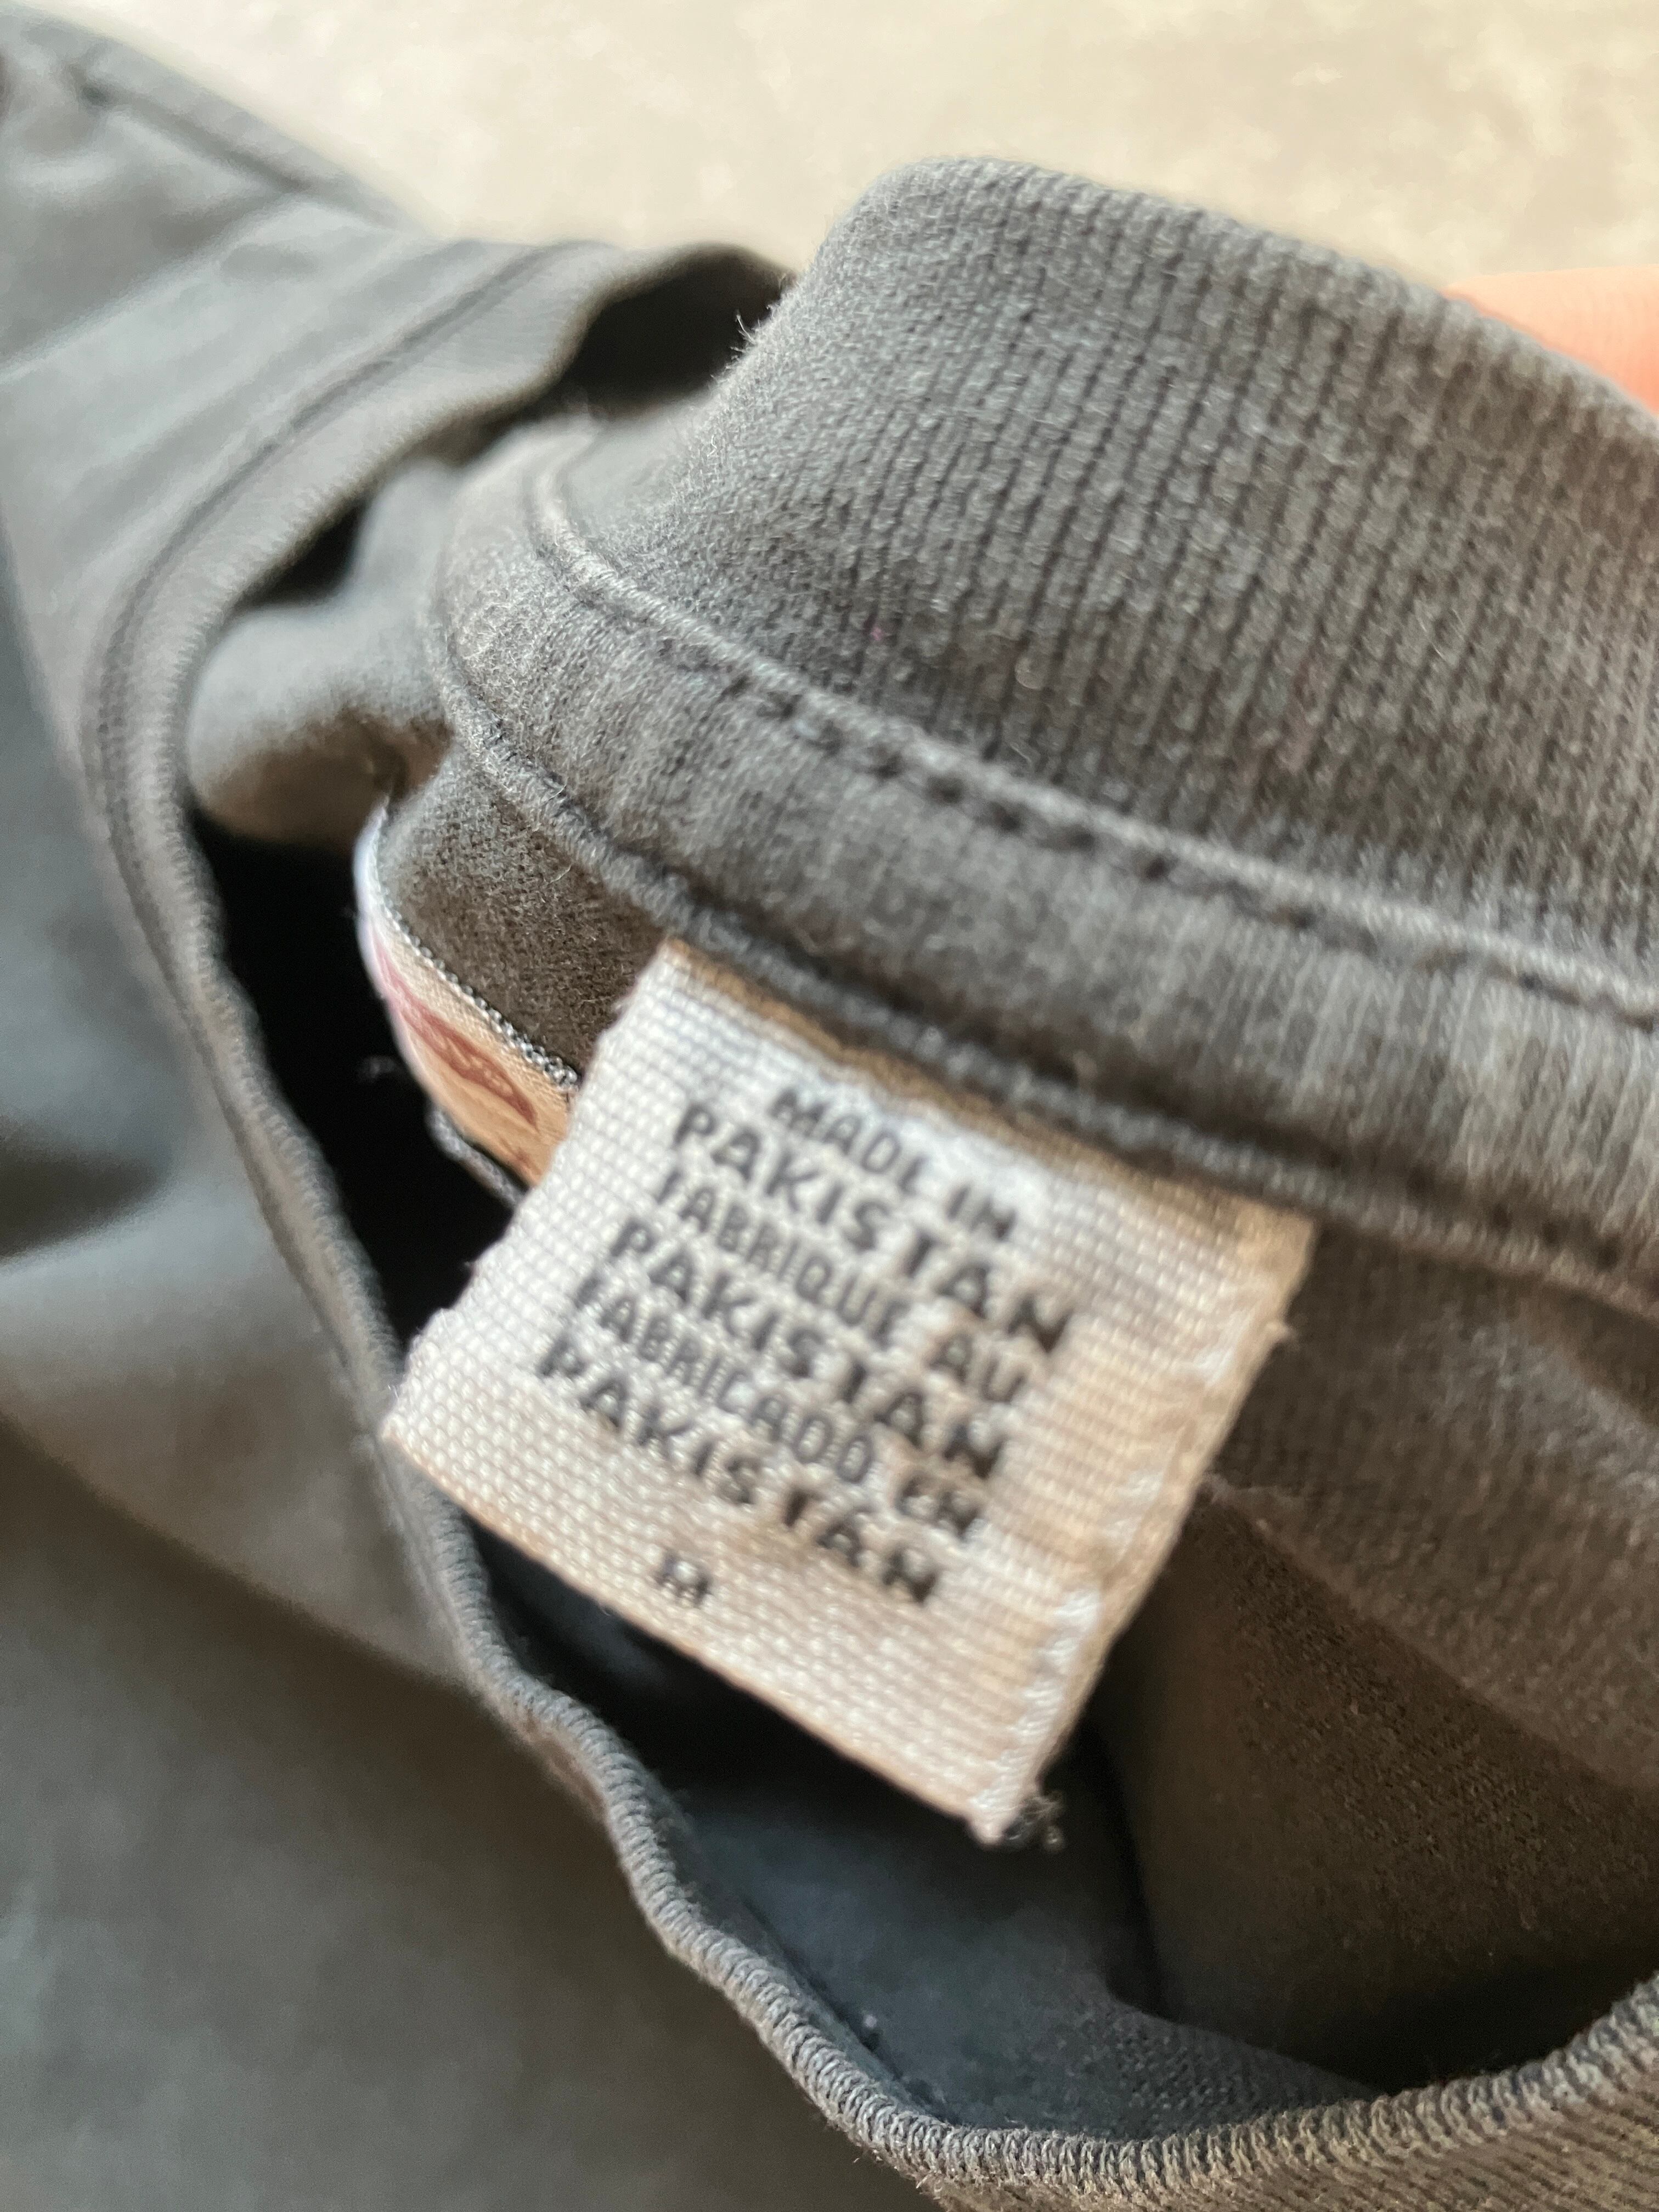 MADE IN
PAKISTAN
FABRIQUE AU
PAKISTAN
FABRICADO EN
PAKISTAN
M